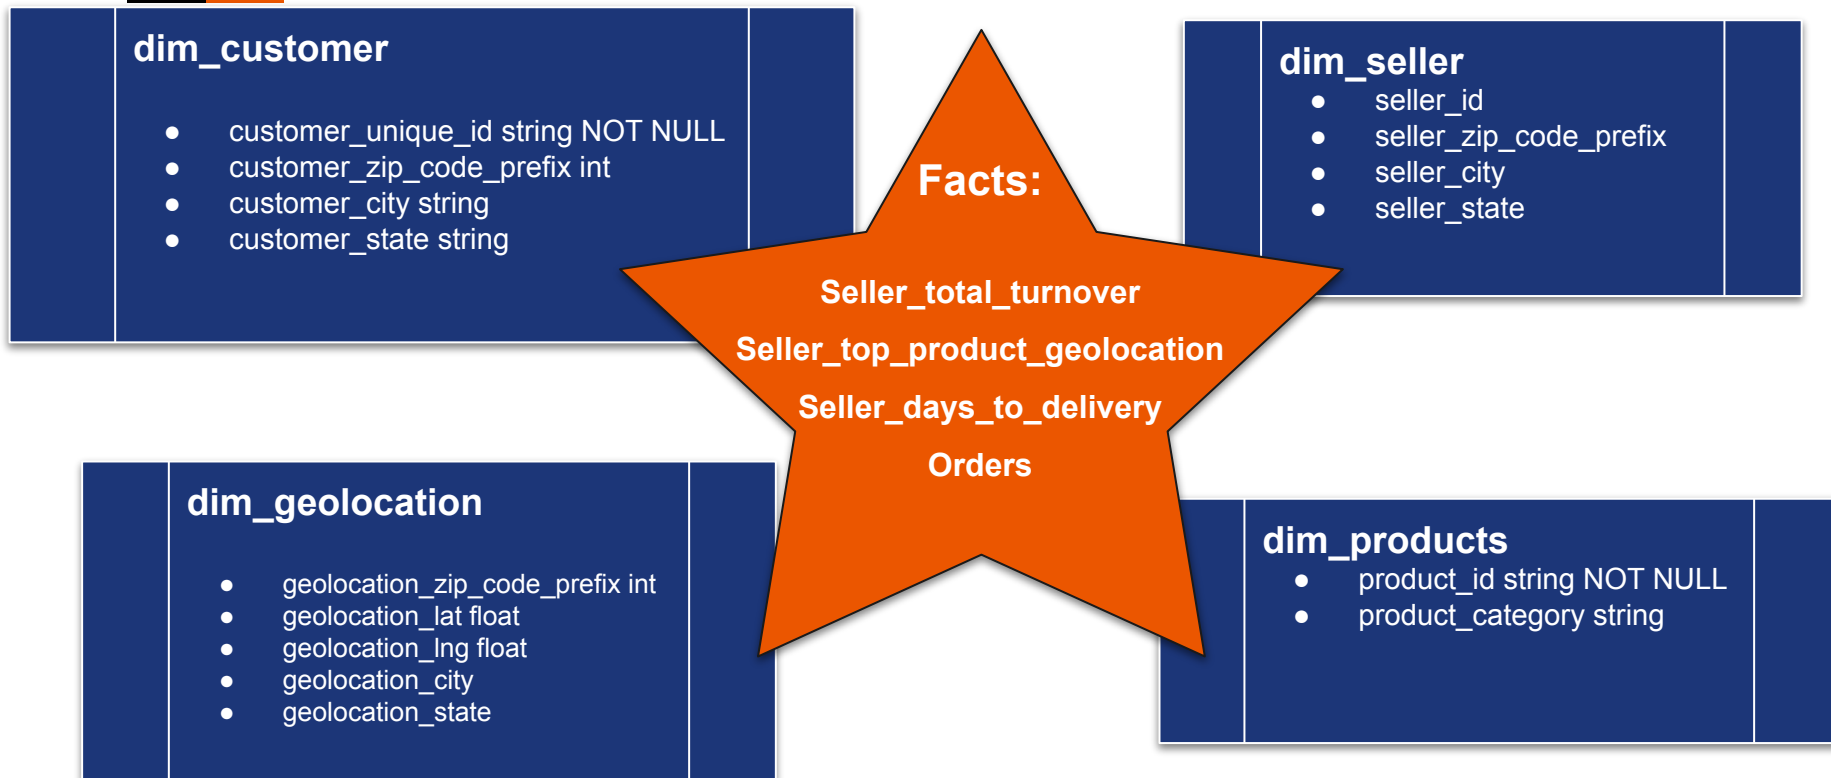 dim_customer
● customer_unique_id string NOT NULL
● customer_zip_code_prefix int
● customer_city string
● customer_state string
dim_seller
● seller_id
● seller_zip_code_prefix
● seller_city
● seller_state
Facts:
Seller_total_turnover
Seller_top_product_geolocation
Seller_days_to_delivery
Orders
dim_geolocation
● geolocation_zip_code_prefix int
● geolocation_lat float
● geolocation_lng float
● geolocation_city
● geolocation_state
dim_products
● product_id string NOT NULL
● product_category string